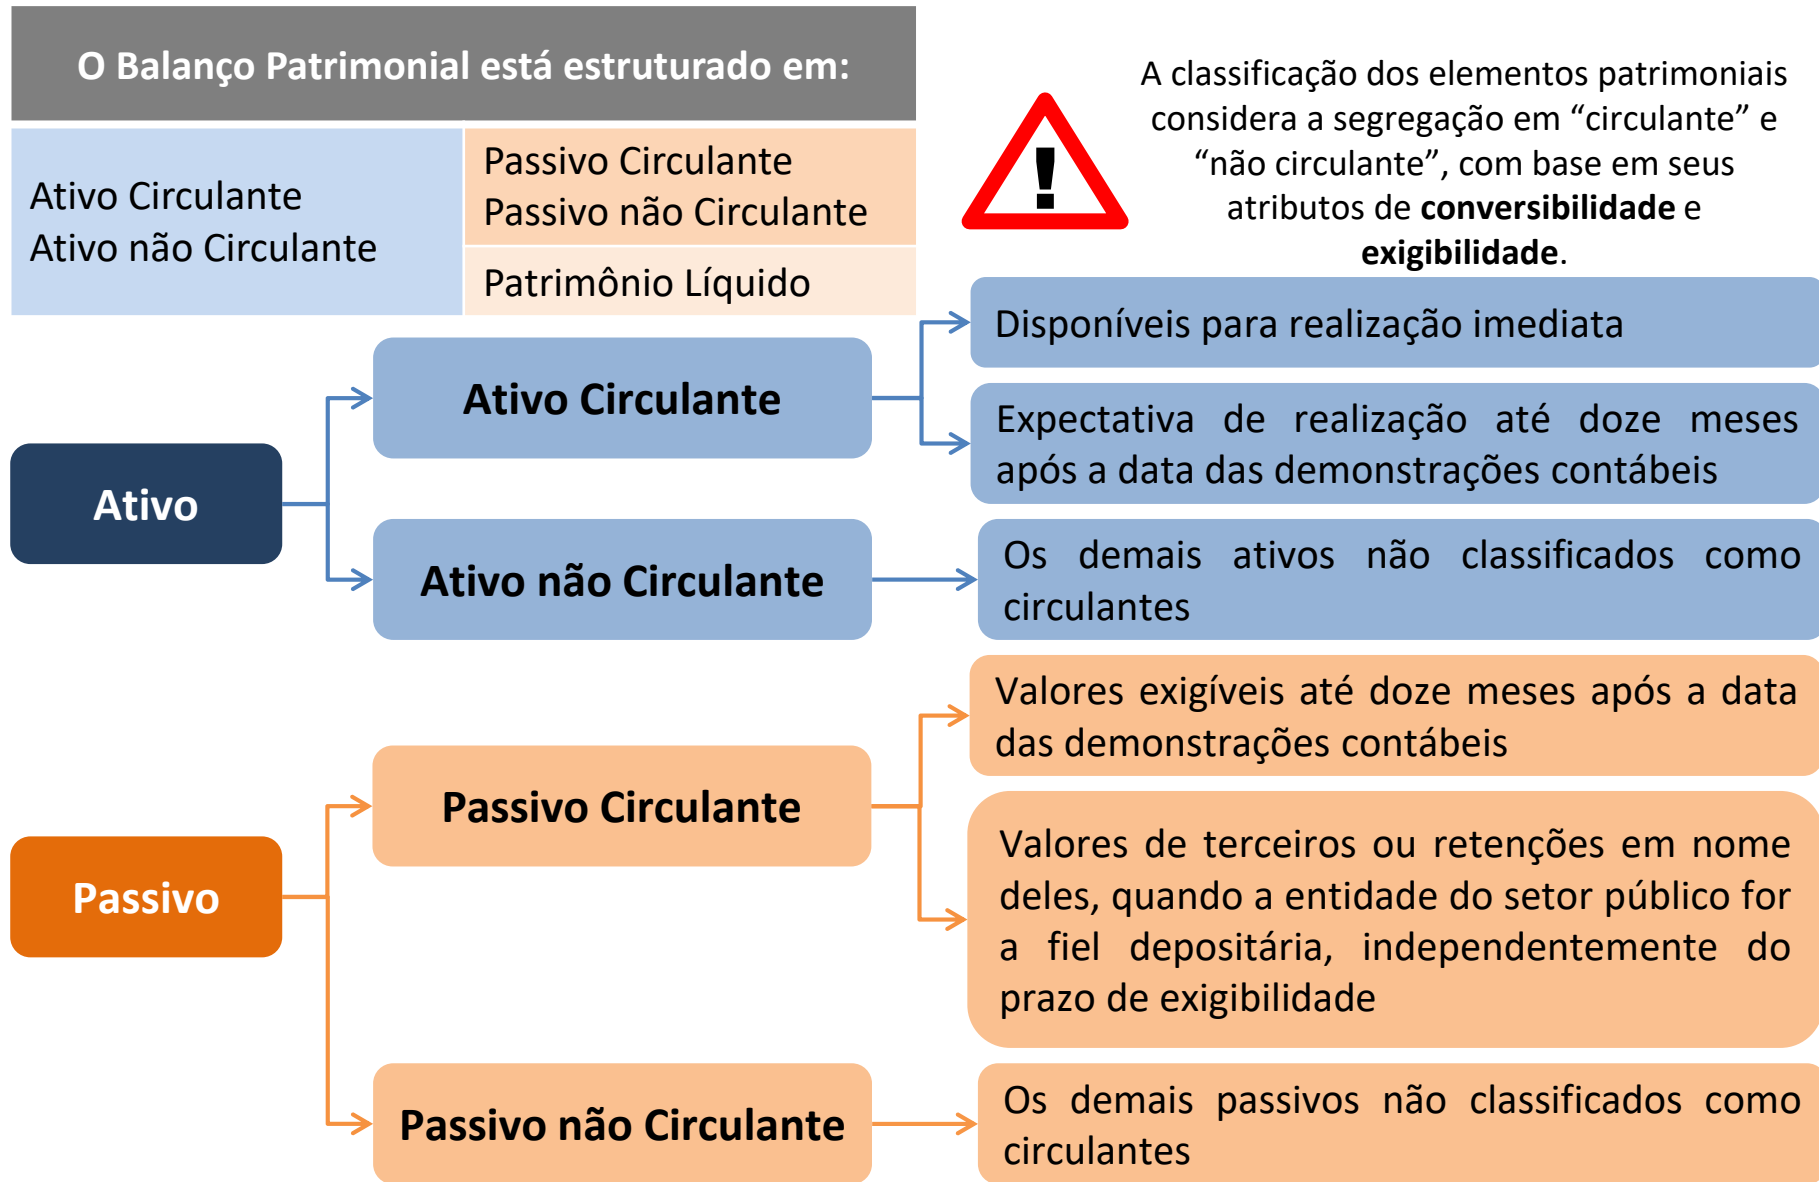 O Balanço Patrimonial está estruturado em:
Ativo Circulante
Ativo não Circulante
Passivo Circulante
Passivo não Circulante
Patrimônio Líquido
!
A classificação dos elementos patrimoniais
considera a segregação em “circulante” e
“não circulante”, com base em seus
atributos de conversibilidade e
exigibilidade.
Ativo
Ativo Circulante
Disponíveis para realização imediata
Expectativa de realização até doze meses
após a data das demonstrações contábeis
Ativo não Circulante
Os demais ativos não classificados como
circulantes
Passivo
Passivo Circulante
Valores exigíveis até doze meses após a data
das demonstrações contábeis
Valores de terceiros ou retenções em nome
deles, quando a entidade do setor público for
a fiel depositária, independentemente do
prazo de exigibilidade
Passivo não Circulante
Os demais passivos não classificados como
circulantes